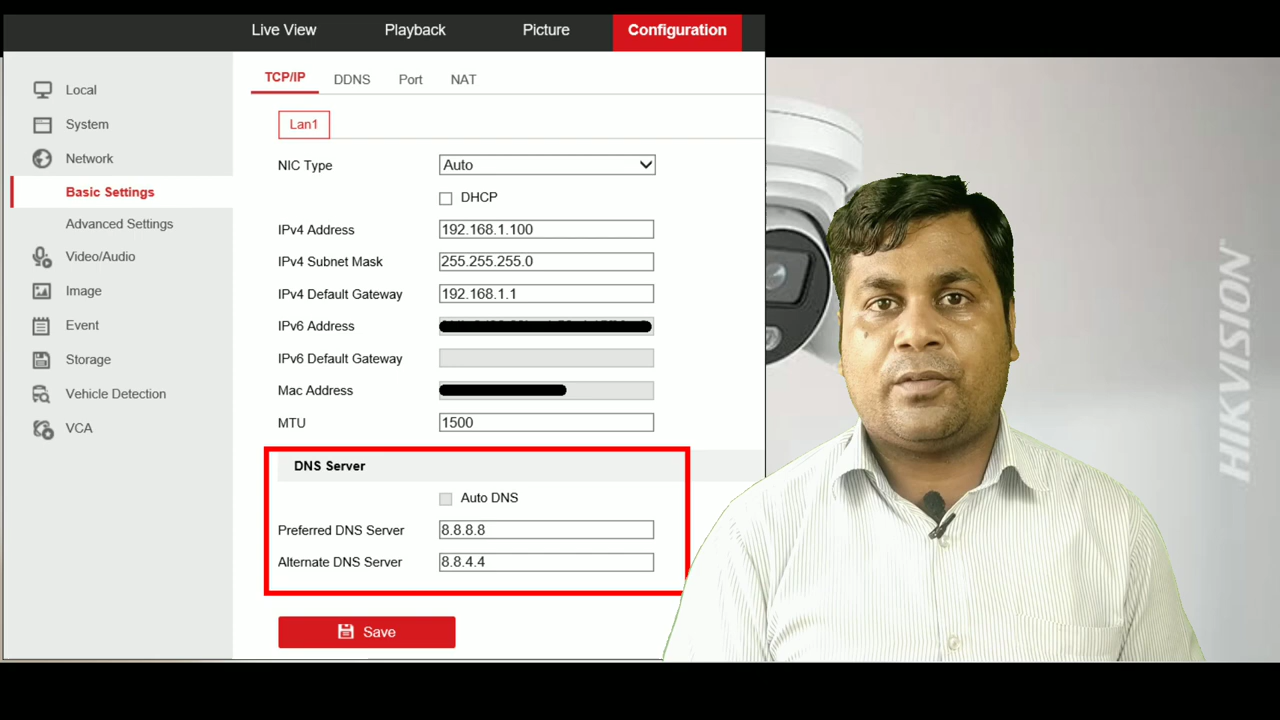 Live View Playback Picture Configuration
TCP/IP DDNS Port NAT
Local
System
Network
Basic Settings
Advanced Settings
Video/Audio
Image
Event
Storage
Vehicle Detection
VCA
Lan1
NIC Type Auto
DHCP
IPv4 Address 192.168.1.100
IPv4 Subnet Mask 255.255.255.0
IPv4 Default Gateway 192.168.1.1
IPv6 Address
IPv6 Default Gateway
Mac Address
MTU 1500
DNS Server
Auto DNS
Preferred DNS Server 8.8.8.8
Alternate DNS Server 8.8.4.4
Save
HIKVISION